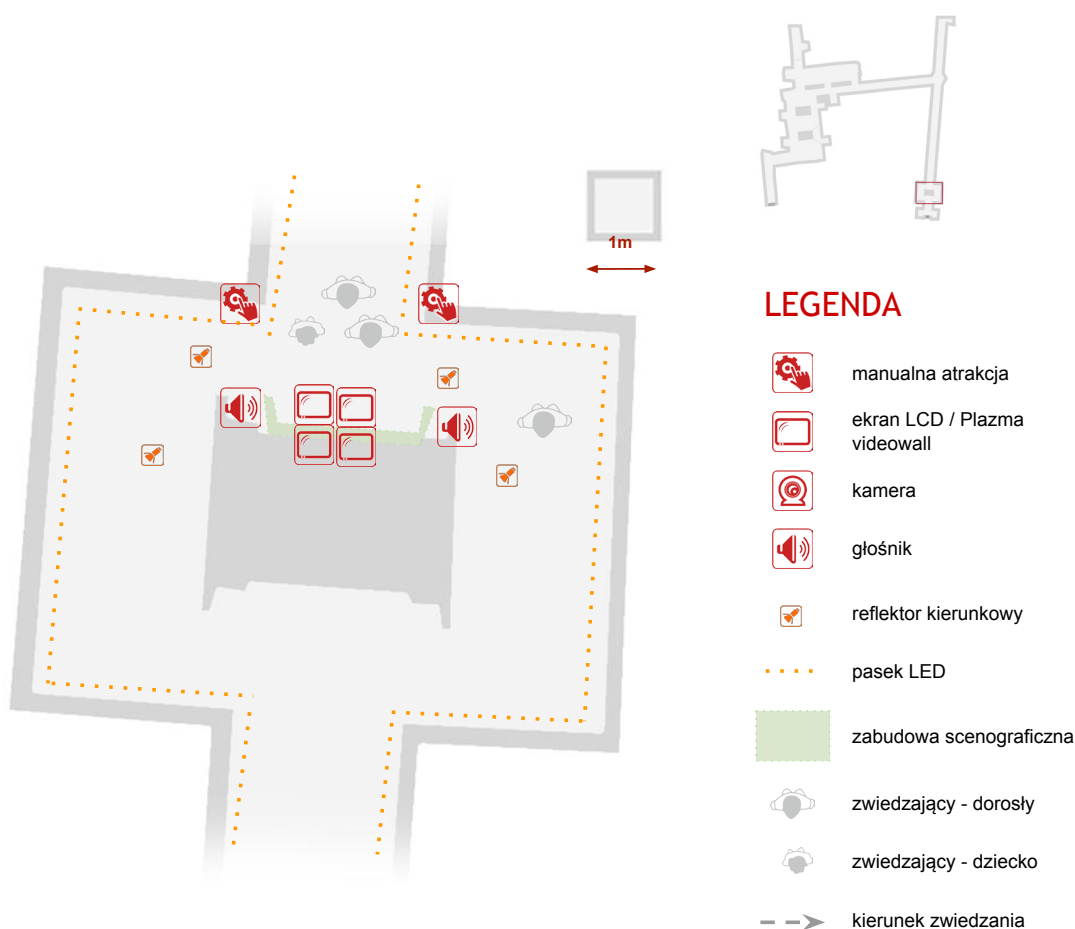 1m
LEGENDA
manualna atrakcja
ekran LCD / Plazma
videowall
kamera
głośnik
reflektor kierunkowy
pasek LED
zabudowa scenograficzna
zwiedzający - dorosły
zwiedzający - dziecko
kierunek zwiedzania